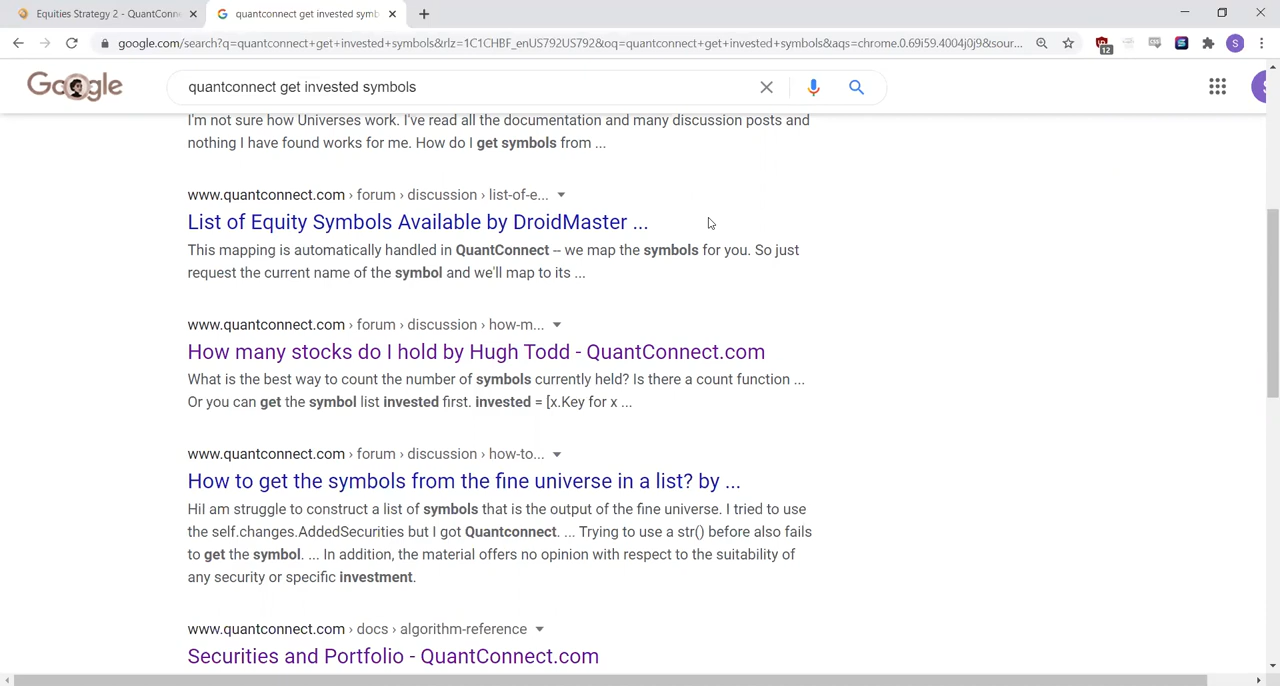 Equities Strategy 2 - QuantConn
quantconnect get invested symb
google.com/search?q=quantconnect+get+invested+symbols&rlz=1C1CHBF_enUS792US792&oq=quantconnect+get+invested+symbols&aqs=chrome.0.69i59.4004j0j9&sour...
12
S
Google
quantconnect get invested symbols
S
I'm not sure how Universes work. I've read all the documentation and many discussion posts and
nothing I have found works for me. How do I get symbols from ...
www.quantconnect.com › forum › discussion › list-of-e...
List of Equity Symbols Available by DroidMaster ...
This mapping is automatically handled in QuantConnect – we map the symbols for you. So just
request the current name of the symbol and we'll map to its ...
www.quantconnect.com › forum › discussion › how-m...
How many stocks do I hold by Hugh Todd - QuantConnect.com
What is the best way to count the number of symbols currently held? Is there a count function ...
Or you can get the symbol list invested first. invested = [x.Key for x ...
www.quantconnect.com › forum › discussion › how-to...
How to get the symbols from the fine universe in a list? by ...
HiI am struggle to construct a list of symbols that is the output of the fine universe. I tried to use
the self.changes.AddedSecurities but I got Quantconnect. ... Trying to use a str() before also fails
to get the symbol. ... In addition, the material offers no opinion with respect to the suitability of
any security or specific investment.
www.quantconnect.com › docs › algorithm-reference
Securities and Portfolio - QuantConnect.com